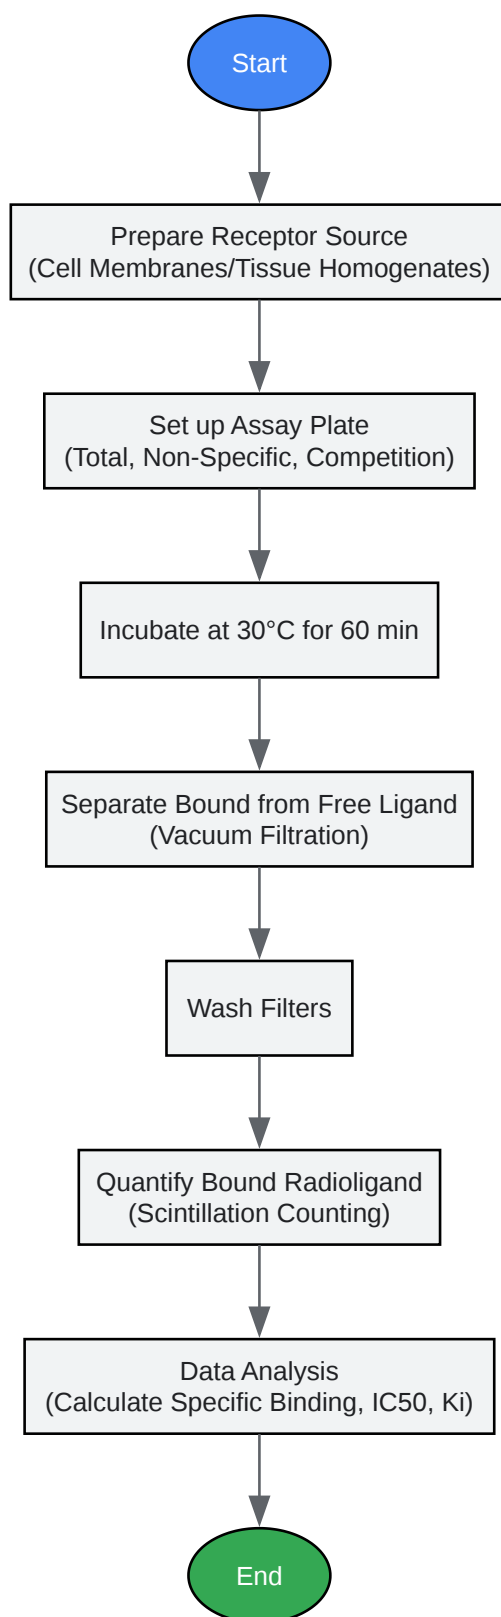 Start
Prepare Receptor Source
(Cell Membranes/Tissue Homogenates)
Set up Assay Plate
(Total, Non-Specific, Competition)
Incubate at 30°C for 60 min
Separate Bound from Free Ligand
(Vacuum Filtration)
Wash Filters
Quantify Bound Radioligand
(Scintillation Counting)
Data Analysis
(Calculate Specific Binding, IC50, Ki)
End